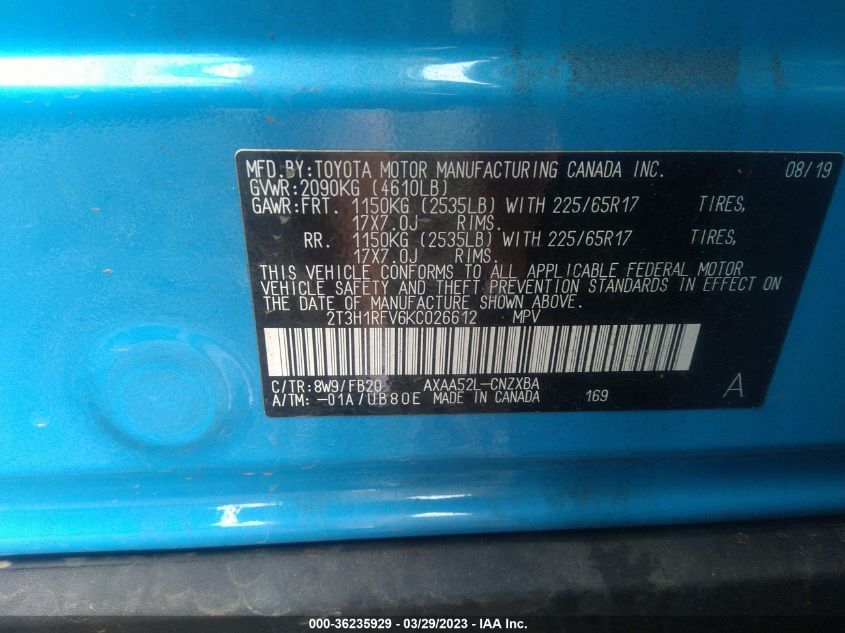 MFD.BY:TOYOTA MOTOR MANUFACTURING CANADA INC. 08/19
GVWR:2090KG (4610LB)
GAWR:FRT. 1150KG (2535LB) WITH 225/65R17 TIRES,
17X7.0J RIMS.
RR. 1150KG (2535LB) WITH 225/65R17 TIRES,
17X7.0J RIMS.
THIS VEHICLE CONFORMS TO ALL APPLICABLE FEDERAL MOTOR
VEHICLE SAFETY AND THEFT PREVENTION STANDARDS IN EFFECT ON
THE DATE OF MANUFACTURE SHOWN ABOVE.
2T3H1RFV6KC026612 MPV
C/TR:8W9/FB20 AXAA52L-CNZXBA
A/TM:-01A/UB80E MADE IN CANADA 169 A
000-36235929 - 03/29/2023 - IAA Inc.